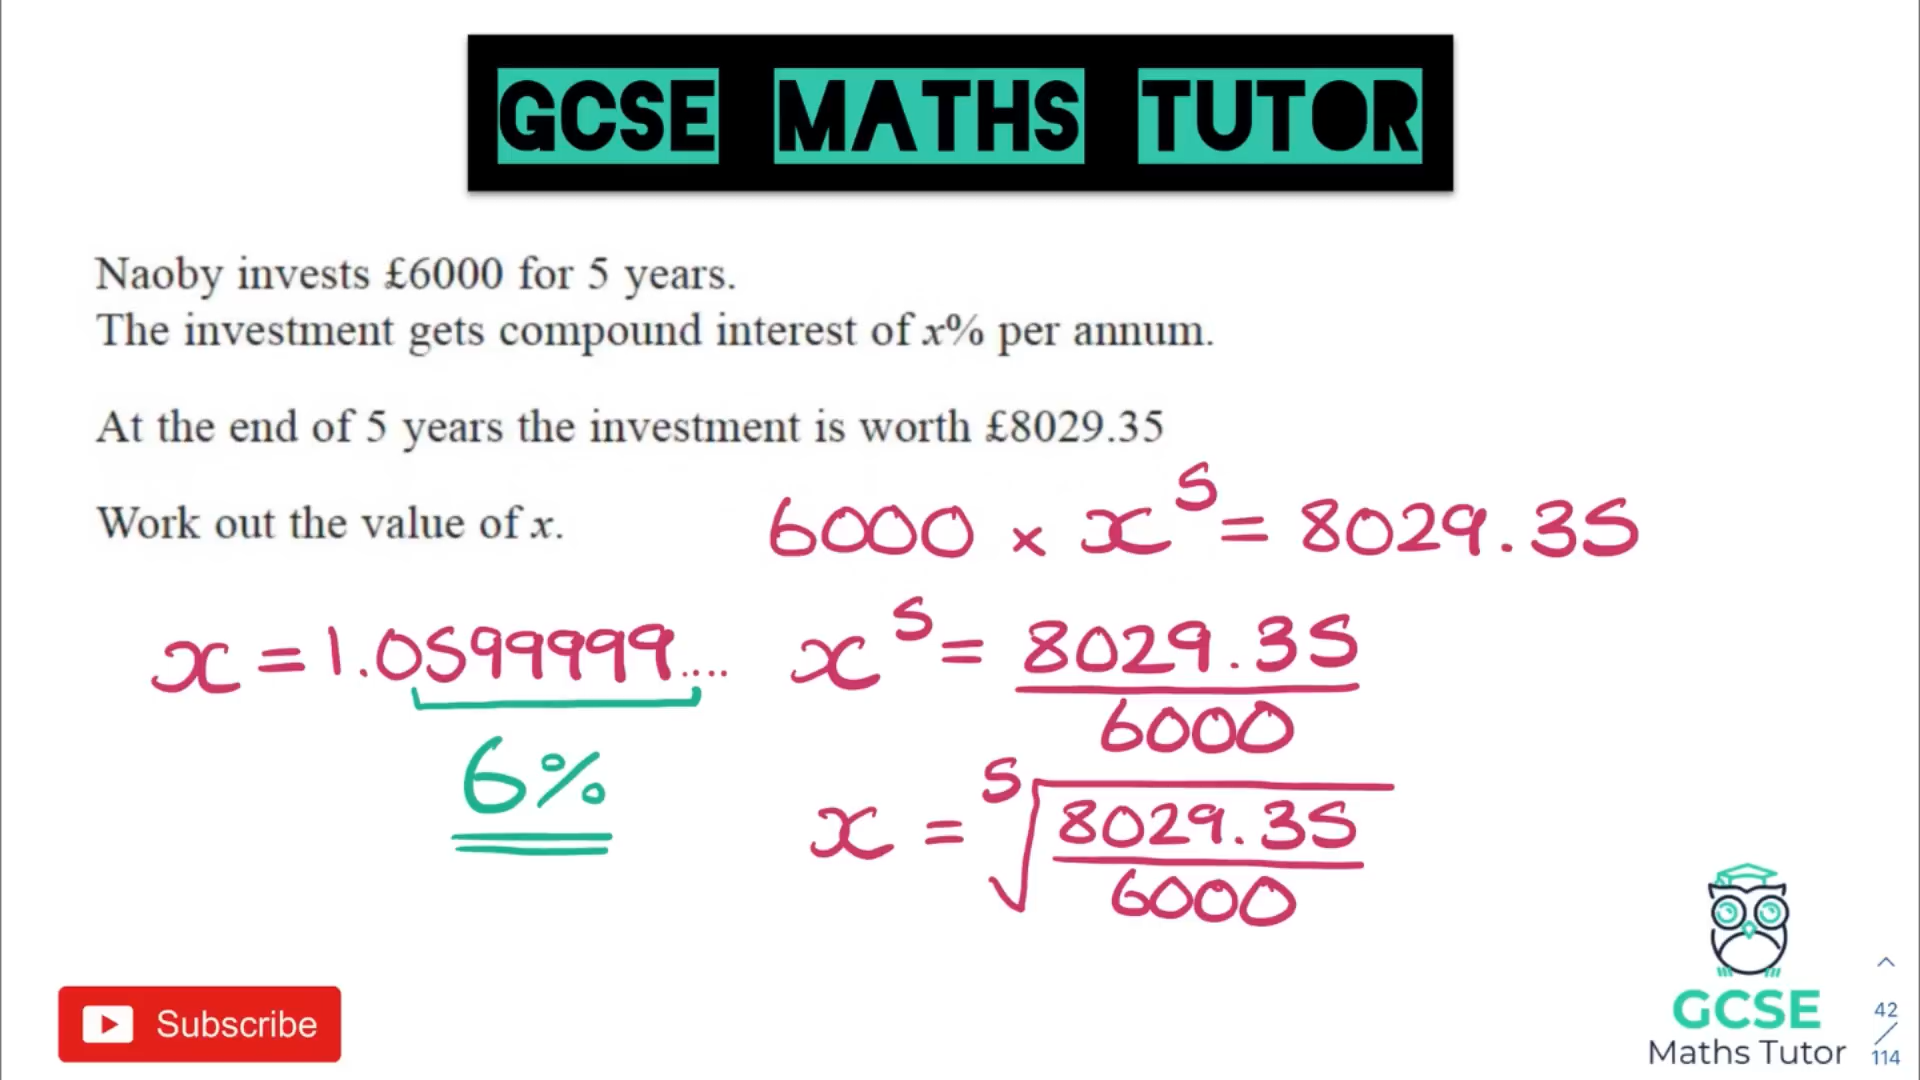 GCSE MATHS TUTOR
Naoby invests £6000 for 5 years.
The investment gets compound interest of x% per annum.
At the end of 5 years the investment is worth £8029.35
Work out the value of x.
6000 × x⁵ = 8029.35
x⁵ = 8029.35/6000
x = ⁵√(8029.35/6000)
x = 1.0599999....
6%
Subscribe
GCSE
Maths Tutor
42/114